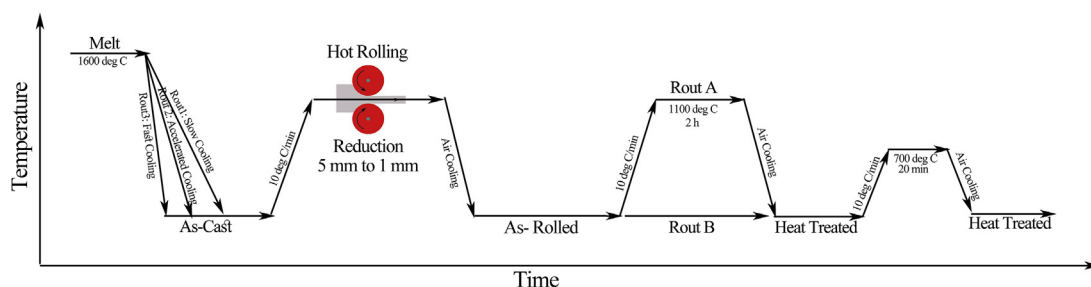 Temperature
Melt
1600 deg C
Rout1: Slow Cooling
Rout 2: Accelerated Cooling
Rout3: Fast Cooling
As-Cast
10 deg C/min
Hot Rolling
Reduction
5 mm to 1 mm
Air Cooling
As- Rolled
10 deg C/min
Rout A
1100 deg C
2 h
Rout B
Air Cooling
Heat Treated
10 deg C/min
700 deg C
20 min
Air Cooling
Heat Treated
Time